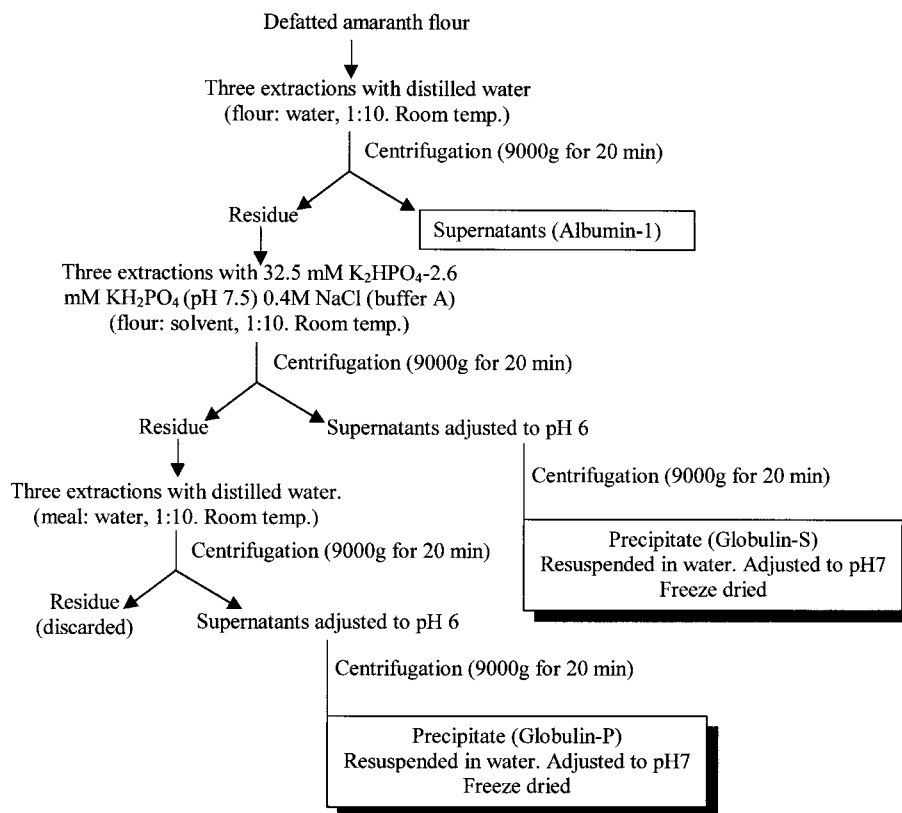 Defatted amaranth flour
Three extractions with distilled water
(flour: water, 1:10. Room temp.)
Centrifugation (9000g for 20 min)
Residue
Supernatants (Albumin-1)
Three extractions with 32.5 mM K₂HPO₄-2.6
mM KH₂PO₄ (pH 7.5) 0.4M NaCl (buffer A)
(flour: solvent, 1:10. Room temp.)
Centrifugation (9000g for 20 min)
Residue
Supernatants adjusted to pH 6
Centrifugation (9000g for 20 min)
Three extractions with distilled water.
(meal: water, 1:10. Room temp.)
Precipitate (Globulin-S)
Resuspended in water. Adjusted to pH7
Freeze dried
Centrifugation (9000g for 20 min)
Residue
(discarded)
Supernatants adjusted to pH 6
Centrifugation (9000g for 20 min)
Precipitate (Globulin-P)
Resuspended in water. Adjusted to pH7
Freeze dried